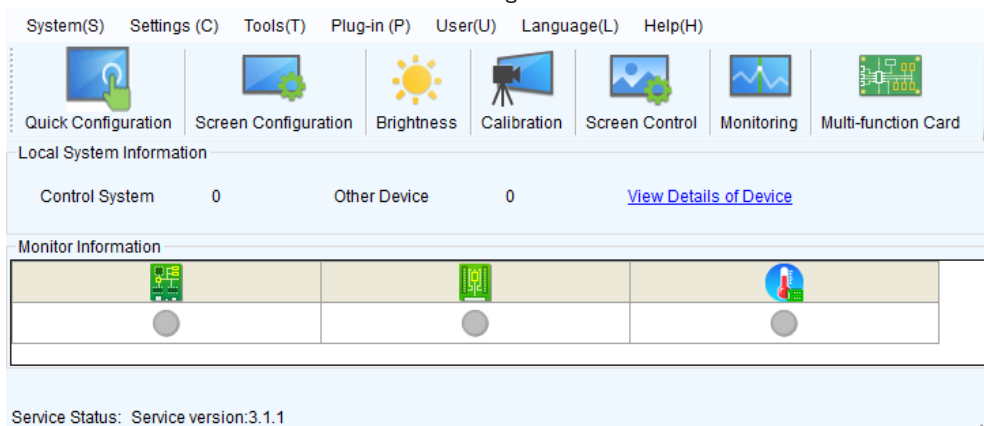 System(S) Settings (C) Tools(T) Plug-in (P) User(U) Language(L) Help(H)
Quick Configuration Screen Configuration Brightness Calibration Screen Control Monitoring Multi-function Card
Local System Information
Control System 0 Other Device 0 View Details of Device
Monitor Information
Service Status: Service version:3.1.1